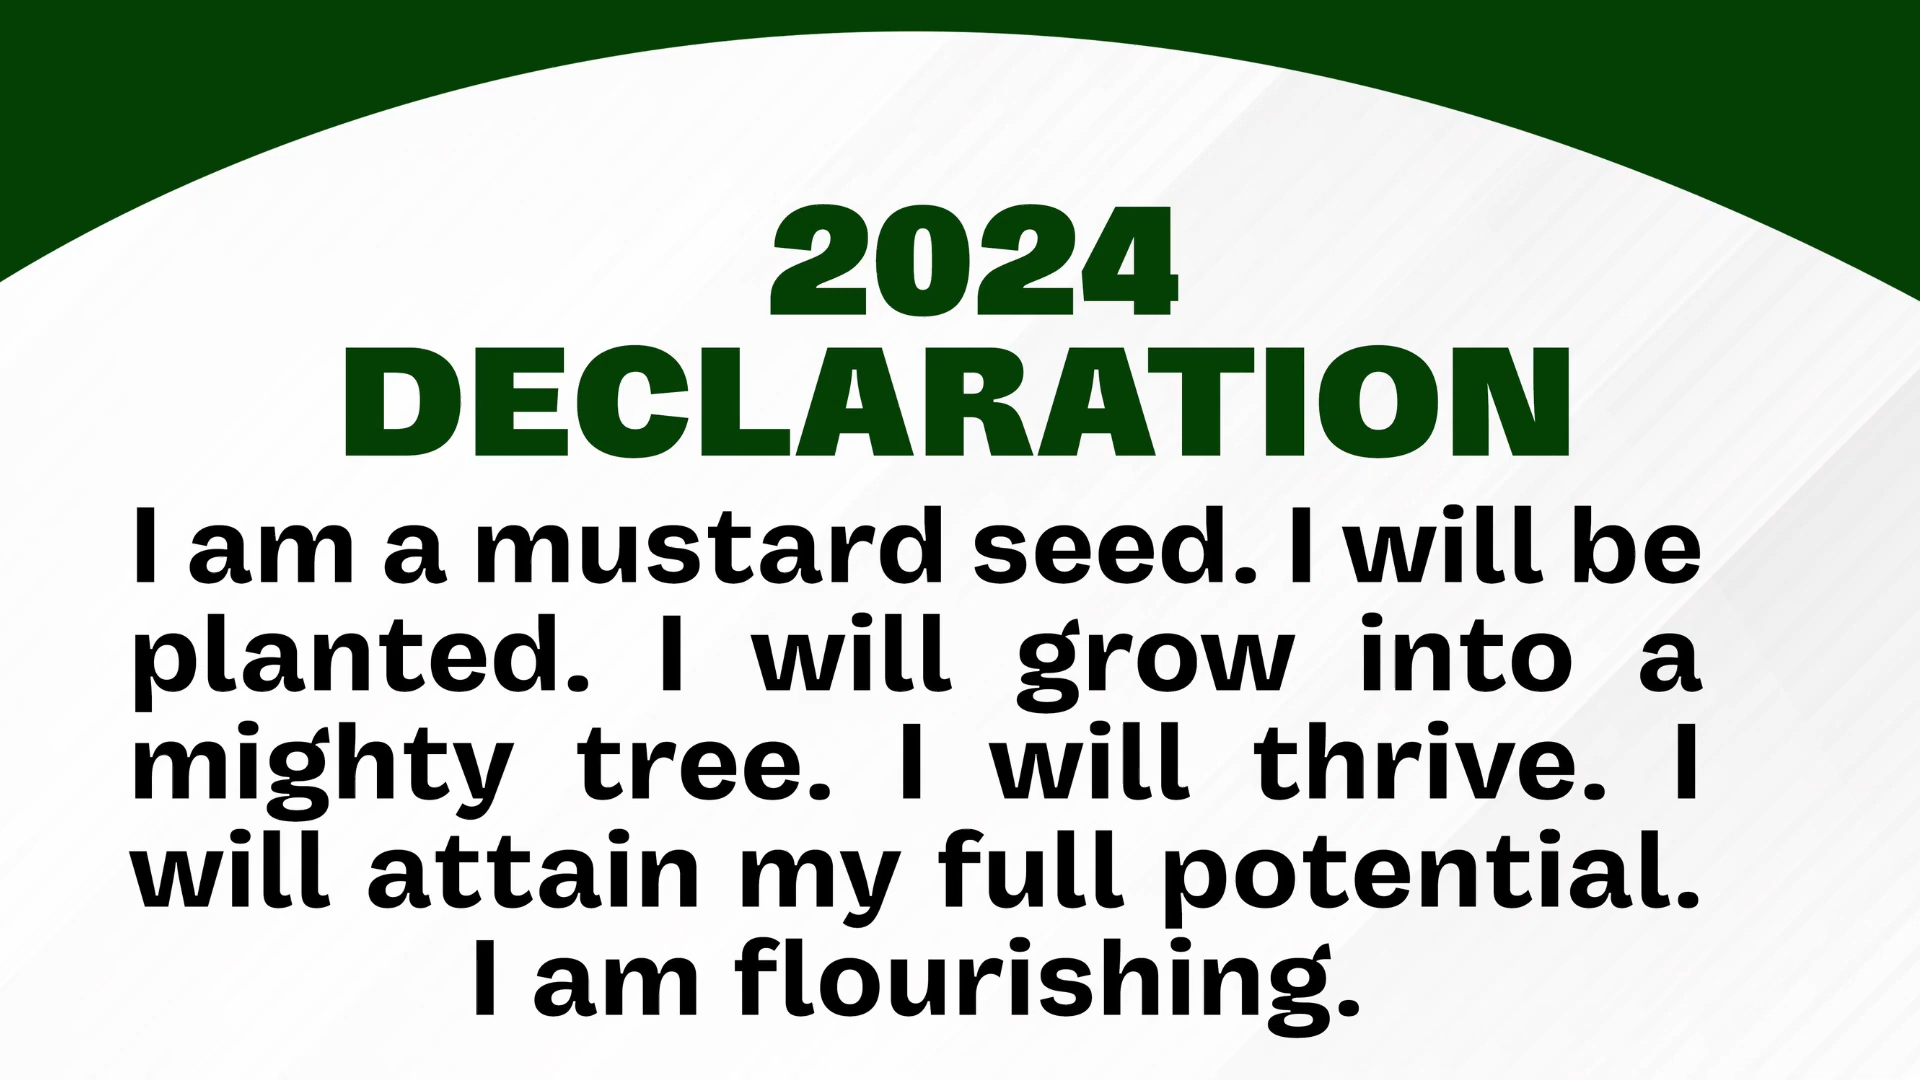 2024
DECLARATION
I am a mustard seed. I will be
planted. I will grow into a
mighty tree. I will thrive. I
will attain my full potential.
I am flourishing.